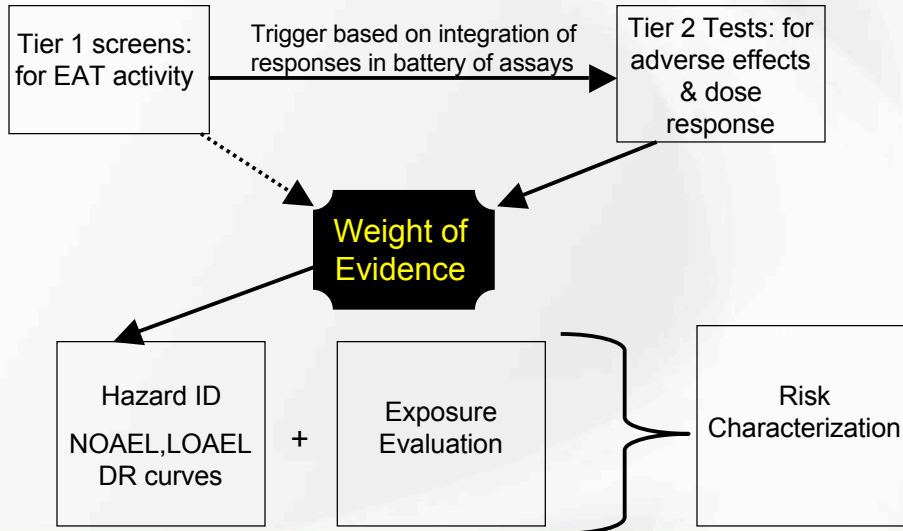 Tier 1 screens:
for EAT activity
Trigger based on integration of
responses in battery of assays
Tier 2 Tests: for
adverse effects
& dose
response
Weight of
Evidence
Hazard ID
NOAEL,LOAEL
DR curves
+
Exposure
Evaluation
Risk
Characterization